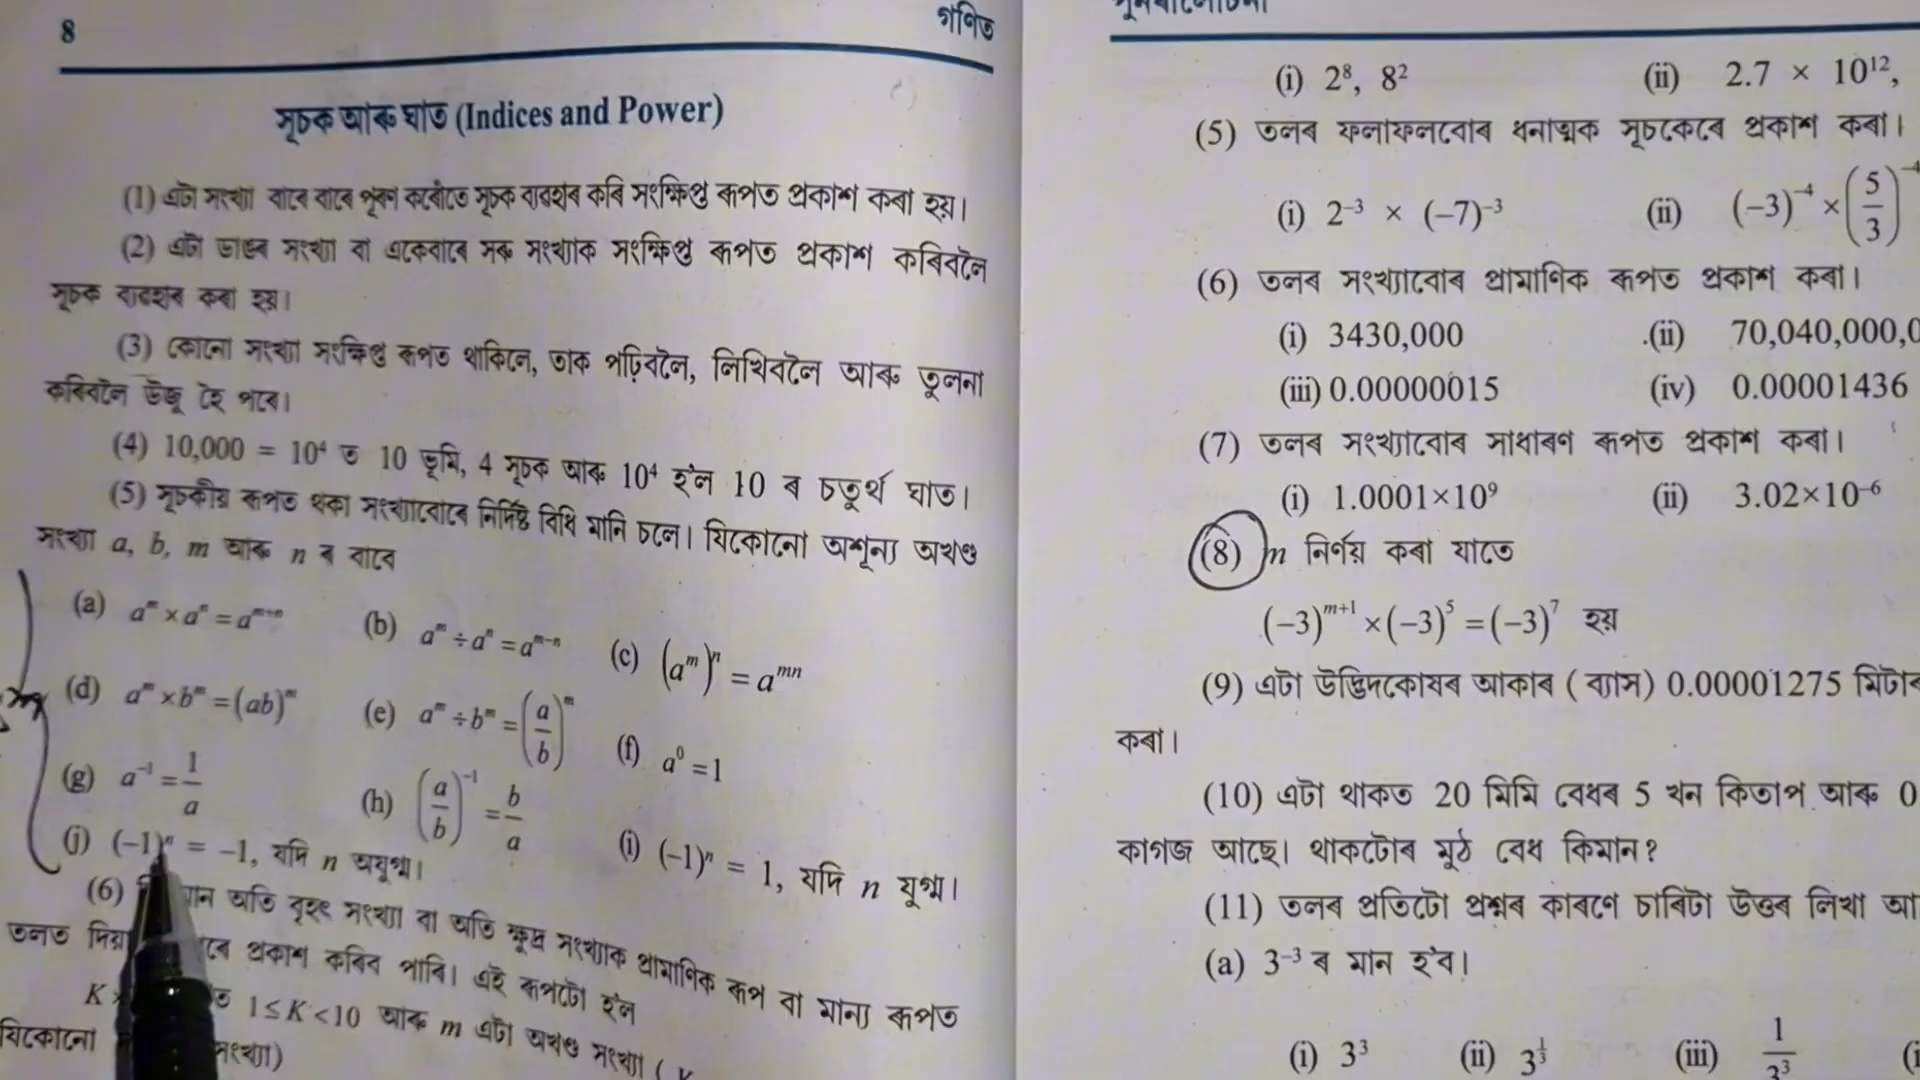 8
গণিত
সূচক আৰু ঘাত (Indices and Power)
(1) এটা সংখ্যা বাৰে বাৰে পূৰণ কৰোঁতে সূচক ব্যৱহাৰ কৰি সংক্ষিপ্ত ৰূপত প্ৰকাশ কৰা হয়।
(2) এটা ডাঙৰ সংখ্যা বা একেবাৰে সৰু সংখ্যাক সংক্ষিপ্ত ৰূপত প্ৰকাশ কৰিবলৈ
সূচক ব্যৱহাৰ কৰা হয়।
(3) কোনো সংখ্যা সংক্ষিপ্ত ৰূপত থাকিলে, তাক পঢ়িবলৈ, লিখিবলৈ আৰু তুলনা
কৰিবলৈ উজু হৈ পৰে।
(4) 10,000 = 10⁴ ত 10 ভূমি, 4 সূচক আৰু 10⁴ হ'ল 10 ৰ চতুৰ্থ ঘাত।
(5) সূচকীয় ৰূপত থকা সংখ্যাবোৰে নিৰ্দিষ্ট বিধি মানি চলে। যিকোনো অশূন্য অখণ্ড
সংখ্যা a, b, m আৰু n ৰ বাবে
(a) aᵐ × aⁿ = aᵐ⁺ⁿ (b) aᵐ ÷ aⁿ = aᵐ⁻ⁿ (c) (aᵐ)ⁿ = aᵐⁿ
(d) aᵐ × bᵐ = (ab)ᵐ (e) aᵐ ÷ bᵐ = (a/b)ᵐ (f) a⁰ = 1
(g) a⁻¹ = 1/a (h) (a/b)⁻¹ = b/a (i) (−1)ⁿ = 1, যদি n যুগ্ম।
(j) (−1)ⁿ = −1, যদি n অযুগ্ম।
(6) অতি বৃহৎ সংখ্যা বা অতি ক্ষুদ্ৰ সংখ্যাক প্ৰামাণিক ৰূপ বা মান্য ৰূপত
তলত প্ৰকাশ কৰিব পাৰি। এই ৰূপটো হ'ল
K 1 ≤ K < 10 আৰু m এটা অখণ্ড সংখ্যা ( K
যিকোনো সংখ্যা)
পুনৰালোচনা
(i) 2⁸, 8² (ii) 2.7 × 10¹²,
(5) তলৰ ফলাফলবোৰ ধনাত্মক সূচকেৰে প্ৰকাশ কৰা।
(i) 2⁻³ × (−7)⁻³ (ii) (−3)⁻⁴ × (5/3)⁻⁴
(6) তলৰ সংখ্যাবোৰ প্ৰামাণিক ৰূপত প্ৰকাশ কৰা।
(i) 3430,000 (ii) 70,040,000,0
(iii) 0.00000015 (iv) 0.00001436
(7) তলৰ সংখ্যাবোৰ সাধাৰণ ৰূপত প্ৰকাশ কৰা।
(i) 1.0001×10⁹ (ii) 3.02×10⁻⁶
(8) m নিৰ্ণয় কৰা যাতে
(−3)ᵐ⁺¹ × (−3)⁵ = (−3)⁷ হয়
(9) এটা উদ্ভিদকোষৰ আকাৰ ( ব্যাস) 0.00001275 মিটাৰ
কৰা।
(10) এটা থাকত 20 মিমি বেধৰ 5 খন কিতাপ আৰু 0
কাগজ আছে। থাকটোৰ মুঠ বেধ কিমান?
(11) তলৰ প্ৰতিটো প্ৰশ্নৰ কাৰণে চাৰিটা উত্তৰ লিখা আ
(a) 3⁻³ ৰ মান হ'ব।
(i) 3³ (ii) 3^(1/3) (iii) 1/3³